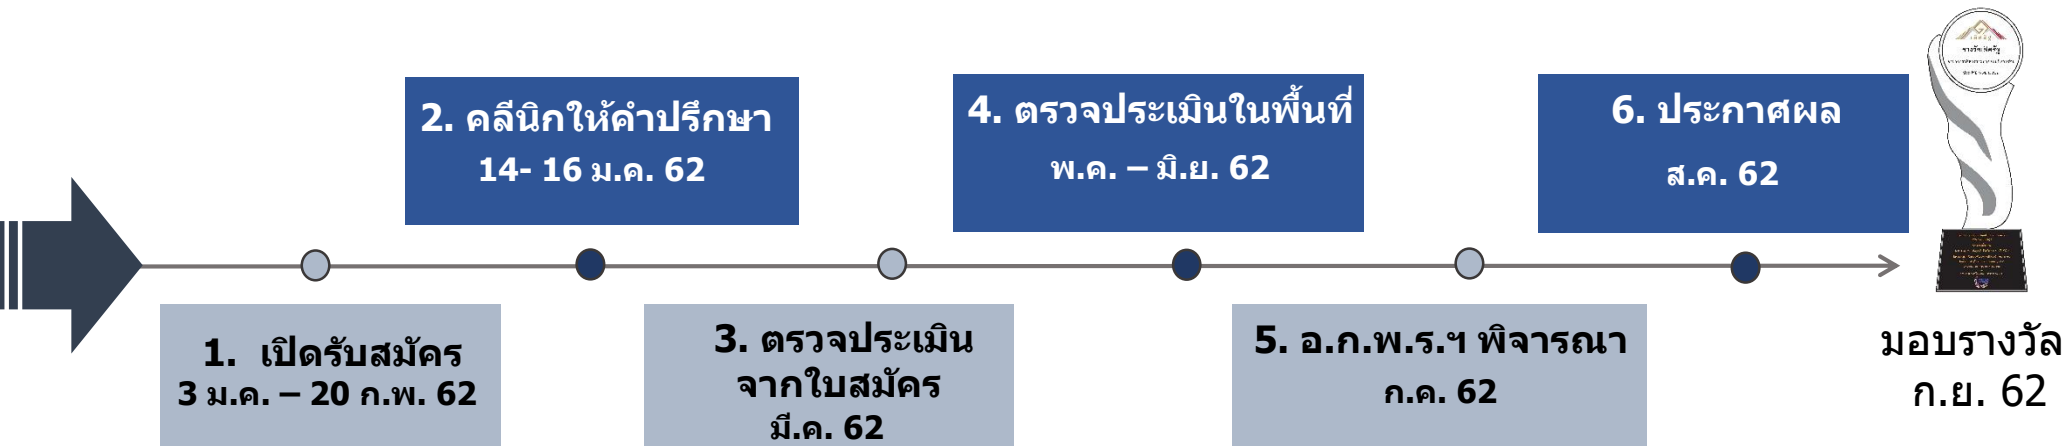 1. เปิดรับสมัคร
3 ม.ค. – 20 ก.พ. 62
2. คลีนิกให้คำปรึกษา
14- 16 ม.ค. 62
3. ตรวจประเมิน
จากใบสมัคร
มี.ค. 62
4. ตรวจประเมินในพื้นที่
พ.ค. – มิ.ย. 62
5. อ.ก.พ.ร.ฯ พิจารณา
ก.ค. 62
6. ประกาศผล
ส.ค. 62
มอบรางวัล
ก.ย. 62